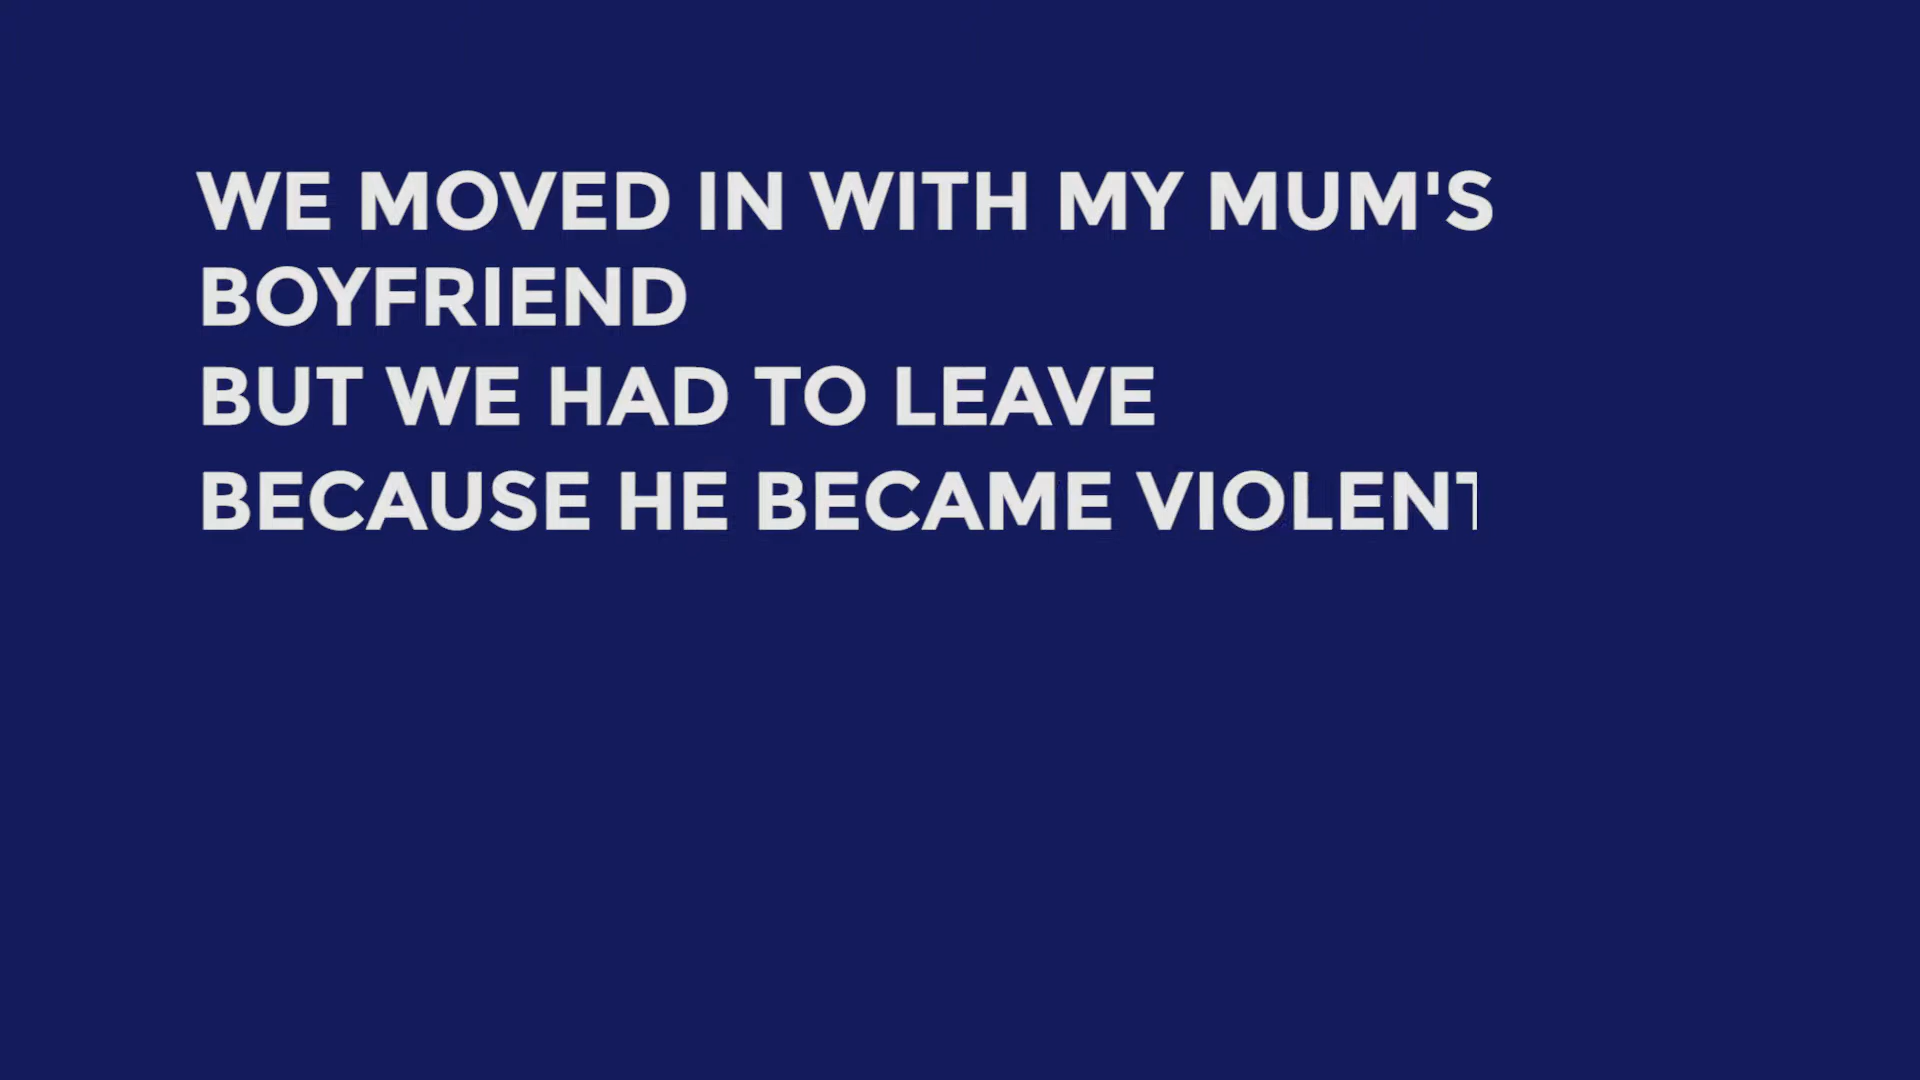 WE MOVED IN WITH MY MUM'S
BOYFRIEND
BUT WE HAD TO LEAVE
BECAUSE HE BECAME VIOLENT